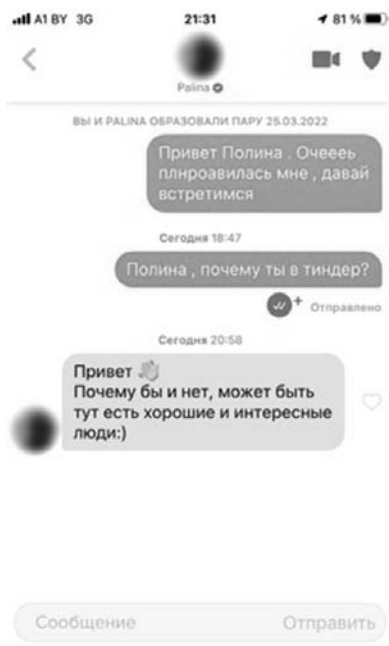 A1 BY 3G 21:31 81 %
Palina
ВЫ И PALINA ОБРАЗОВАЛИ ПАРУ 25.03.2022
Привет Полина . Очееeь
плнроавилась мне , давай
встретимся
Сегодня 18:47
Полина , почему ты в тиндер?
Отправлено
Сегодня 20:58
Привет 👋
Почему бы и нет, может быть
тут есть хорошие и интересные
люди:)
Сообщение Отправить